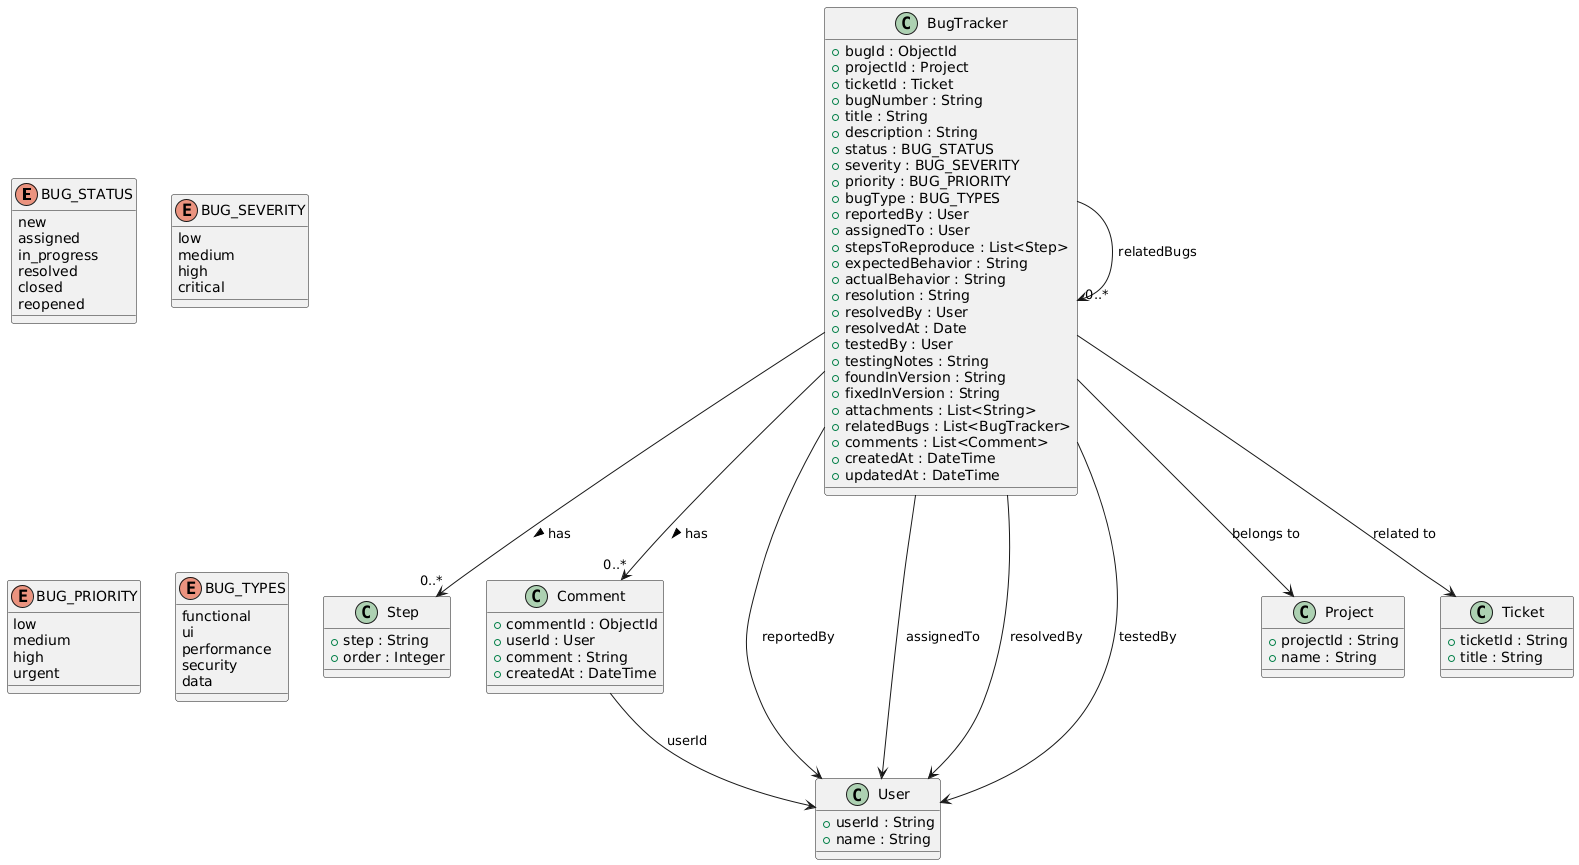 BugTracker
bugId : ObjectId
projectId : Project
ticketId : Ticket
bugNumber : String
title : String
description : String
status : BUG_STATUS
severity : BUG_SEVERITY
priority : BUG_PRIORITY
bugType : BUG_TYPES
reportedBy : User
assignedTo : User
stepsToReproduce : List<Step>
expectedBehavior : String
actualBehavior : String
resolution : String
resolvedBy : User
resolvedAt : Date
testedBy : User
testingNotes : String
foundInVersion : String
fixedInVersion : String
attachments : List<String>
relatedBugs : List<BugTracker>
comments : List<Comment>
createdAt : DateTime
updatedAt : DateTime
E BUG_STATUS
new
assigned
in_progress
resolved
closed
reopened
E BUG_SEVERITY
low
medium
high
critical
relatedBugs
0..*
has
has
belongs to
related to
0..*
0..*
E BUG_PRIORITY
low
medium
high
urgent
E BUG_TYPES
functional
ui
performance
security
data
C Step
step : String
order : Integer
C Comment
commentId : ObjectId
userId : User
comment : String
createdAt : DateTime
reportedBy
assignedTo
resolvedBy
testedBy
C Project
projectId : String
name : String
C Ticket
ticketId : String
title : String
userId
C User
userId : String
name : String